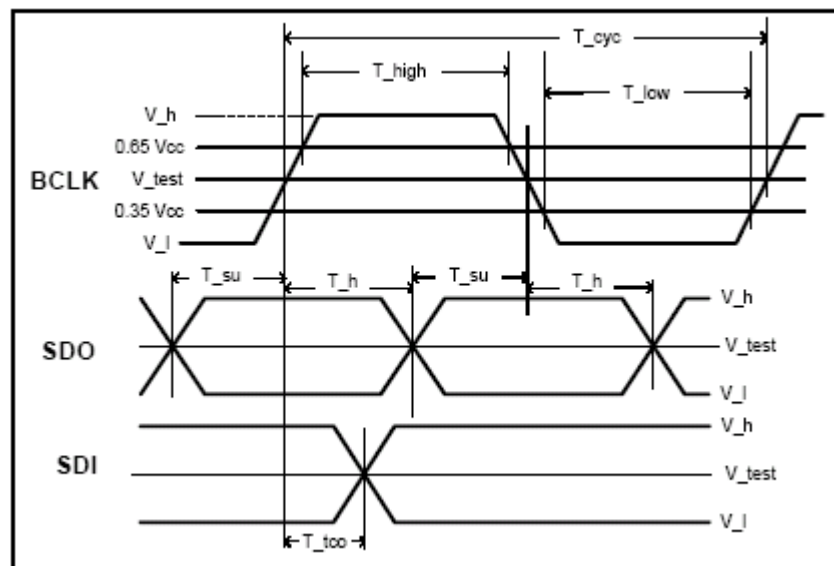 T_cyc
T_high
T_low
V_h
0.65 Vcc
BCLK
V_test
0.35 Vcc
V_l
T_su
T_h
T_su
T_h
V_h
SDO
V_test
V_l
V_h
SDI
V_test
V_l
T_tco